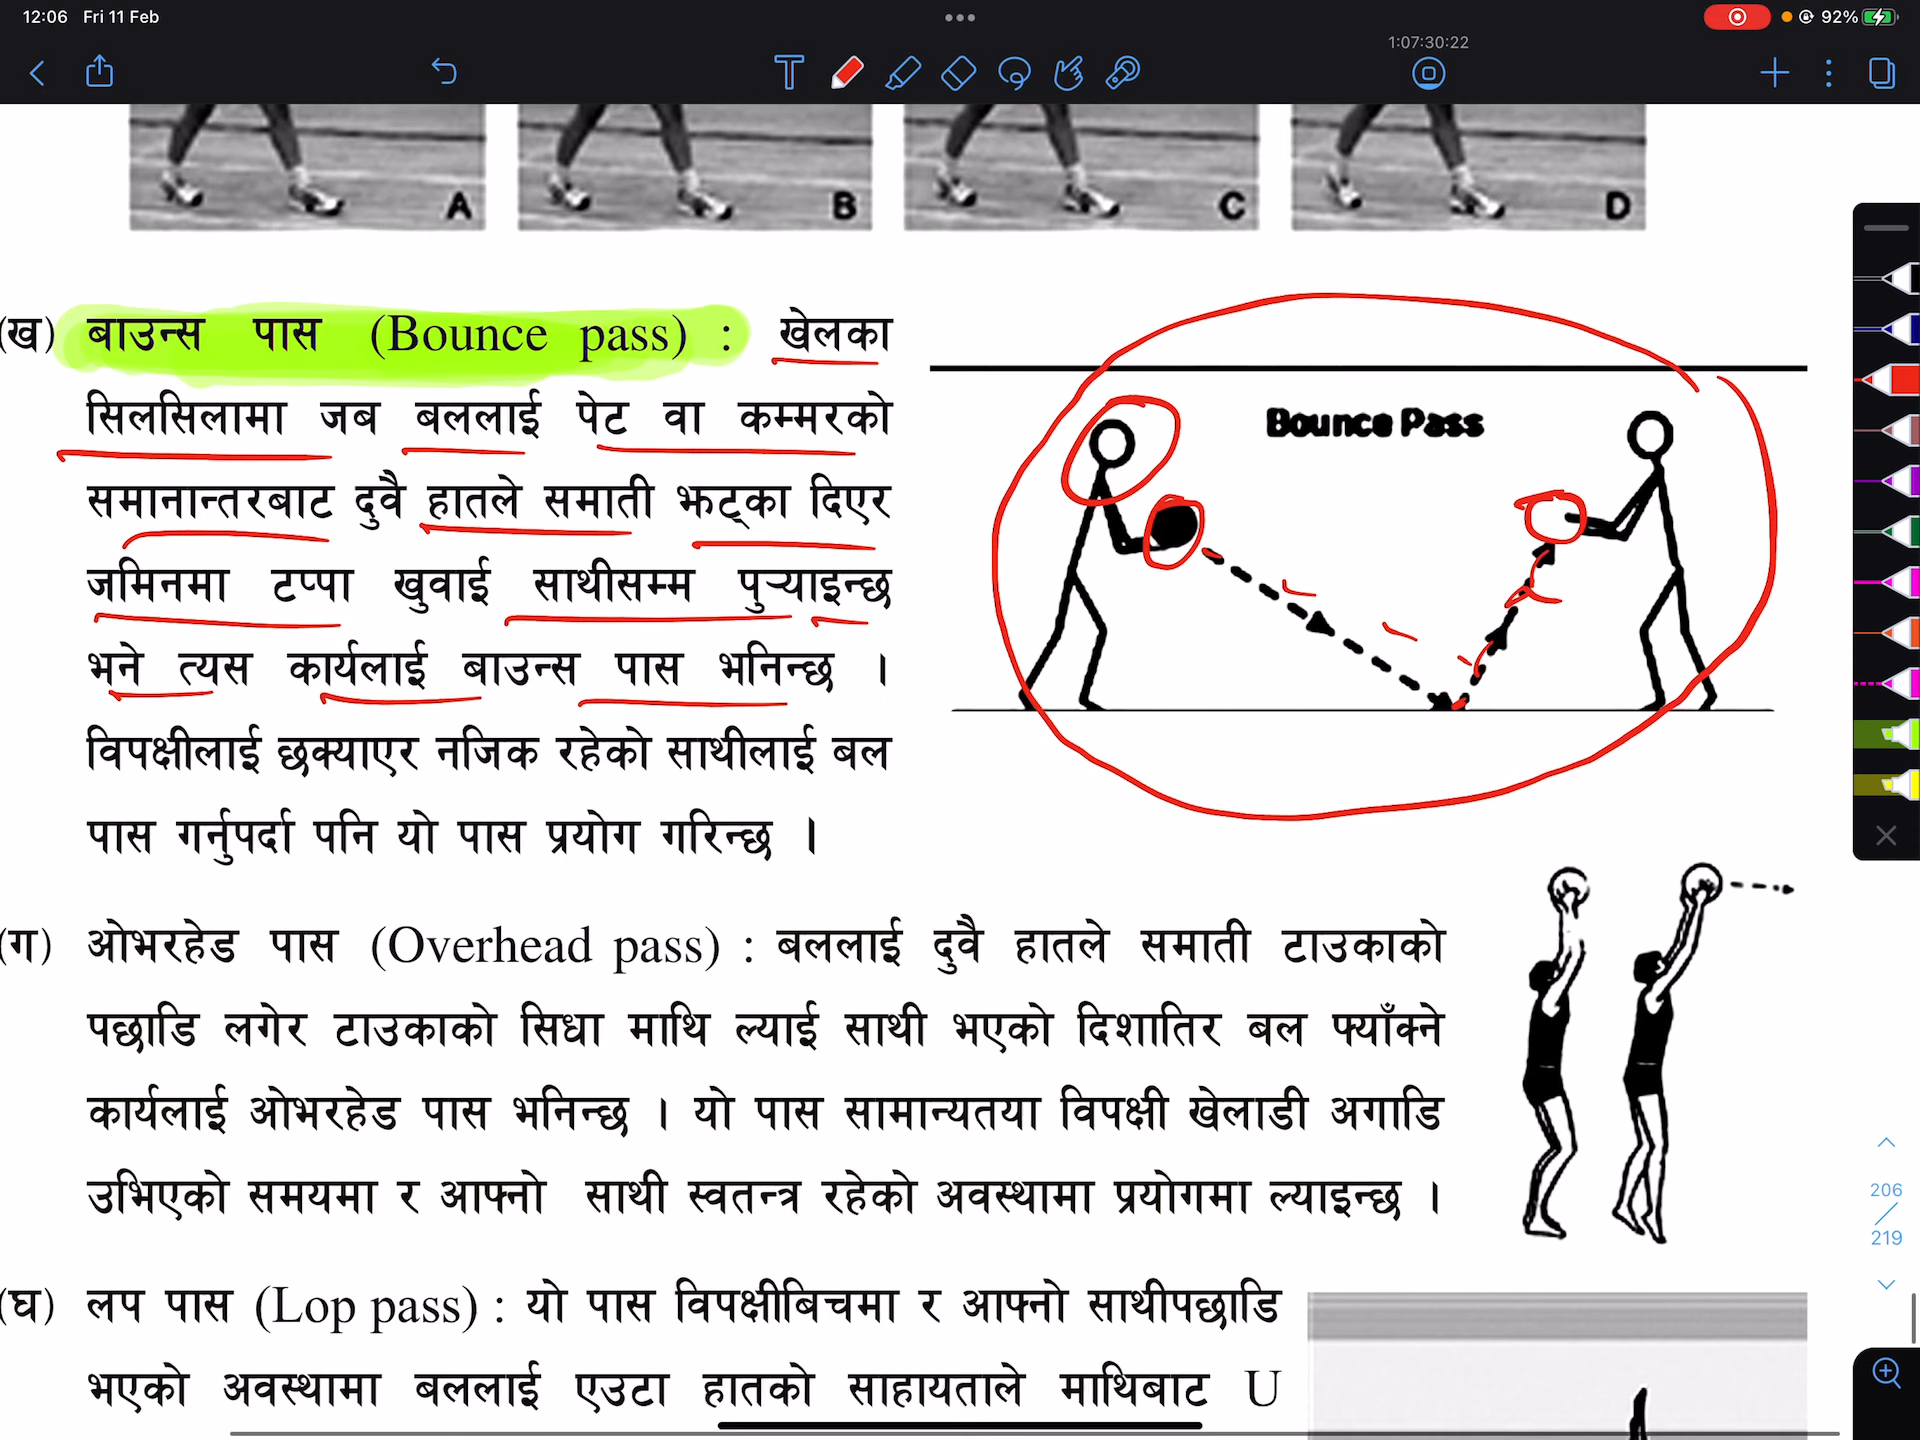 12:06 Fri 11 Feb
92%
1:07:30:22
A B C D
(ख) बाउन्स पास (Bounce pass) : खेलका
सिलसिलामा जब बललाई पेट वा कम्मरको
समानान्तरबाट दुवै हातले समाती झट्का दिएर
जमिनमा टप्पा खुवाई साथीसम्म पुऱ्याइन्छ
भने त्यस कार्यलाई बाउन्स पास भनिन्छ ।
विपक्षीलाई छक्याएर नजिक रहेको साथीलाई बल
पास गर्नुपर्दा पनि यो पास प्रयोग गरिन्छ ।
Bounce Pass
(ग) ओभरहेड पास (Overhead pass) : बललाई दुवै हातले समाती टाउकाको
पछाडि लगेर टाउकाको सिधा माथि ल्याई साथी भएको दिशातिर बल फ्याँक्ने
कार्यलाई ओभरहेड पास भनिन्छ । यो पास सामान्यतया विपक्षी खेलाडी अगाडि
उभिएको समयमा र आफ्नो साथी स्वतन्त्र रहेको अवस्थामा प्रयोगमा ल्याइन्छ ।
(घ) लप पास (Lop pass) : यो पास विपक्षीबिचमा र आफ्नो साथीपछाडि
भएको अवस्थामा बललाई एउटा हातको साहायताले माथिबाट U
206
219